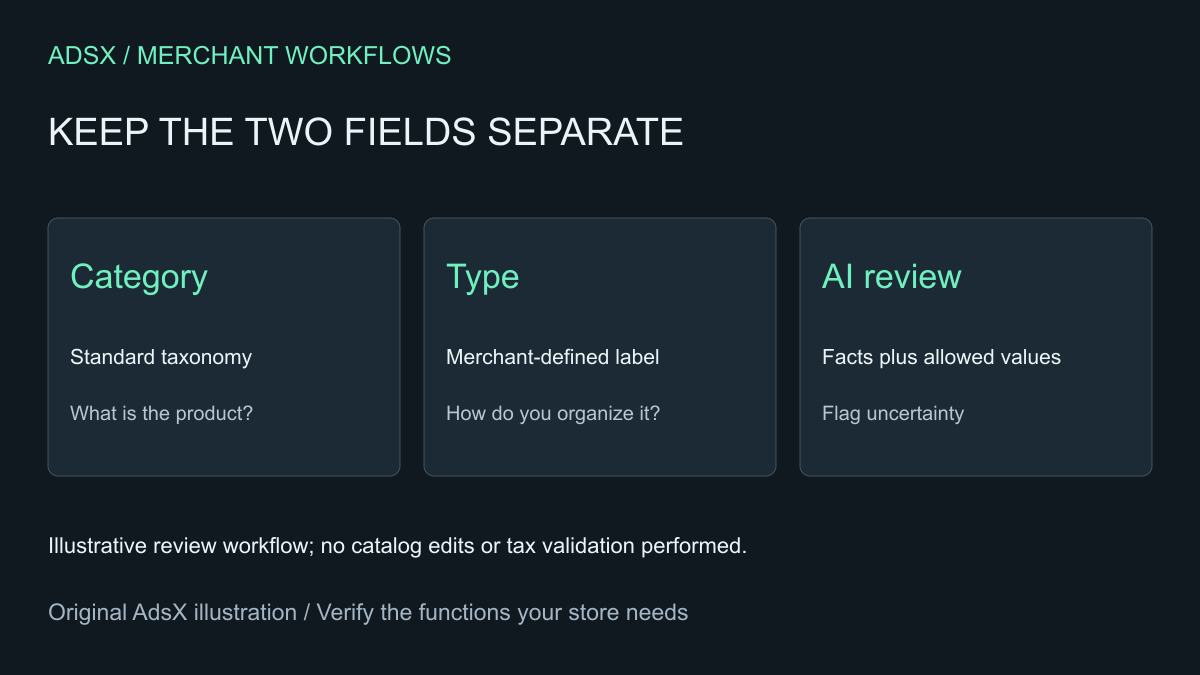 ADSX / MERCHANT WORKFLOWS
KEEP THE TWO FIELDS SEPARATE
Category
Standard taxonomy
What is the product?
Type
Merchant-defined label
How do you organize it?
AI review
Facts plus allowed values
Flag uncertainty
Illustrative review workflow; no catalog edits or tax validation performed.
Original AdsX illustration / Verify the functions your store needs